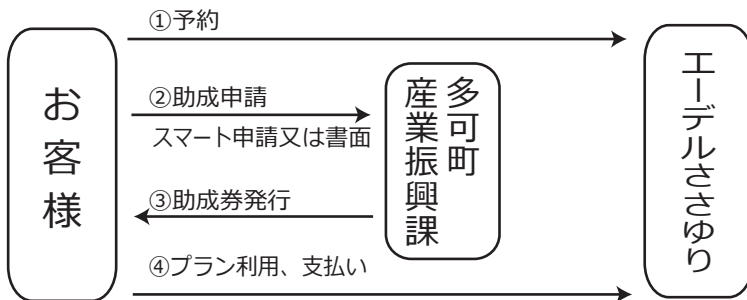 ①予約
お客様
②助成申請
スマート申請又は書面
多可町
産業振興課
エーデルささゆり
③助成券発行
④プラン利用、支払い